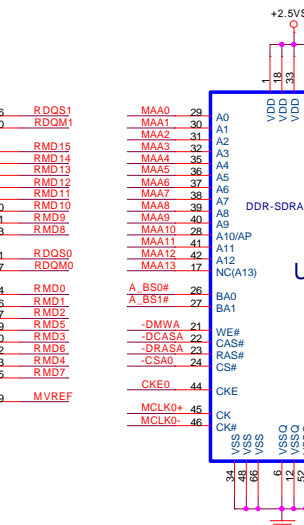 +2.5VS
1 18 33
VDD VDD VDD
RDQS1
RDQM1
RMD15
RMD14
RMD13
RMD12
RMD11
RMD10
RMD9
RMD8
RDQS0
RDQM0
RMD0
RMD1
RMD2
RMD5
RMD3
RMD6
RMD4
RMD7
MVREF
MAA0 29 A0
MAA1 30 A1
MAA2 31 A2
MAA3 32 A3
MAA4 35 A4
MAA5 36 A5
MAA6 37 A6
MAA7 38 A7
MAA8 39 A8
MAA9 40 A9
MAA10 28 A10/AP
MAA11 41 A11
MAA12 42 A12
MAA13 17 NC(A13)
DDR-SDRA
U
A_BS0# 26 BA0
A_BS1# 27 BA1
-DMWA 21 WE#
-DCASA 22 CAS#
-DRASA 23 RAS#
-CSA0 24 CS#
CKE0 44 CKE
MCLK0+ 45 CK
MCLK0- 46 CK#
VSS VSS VSS VSSQ VSSQ
34 48 66 6 12 52